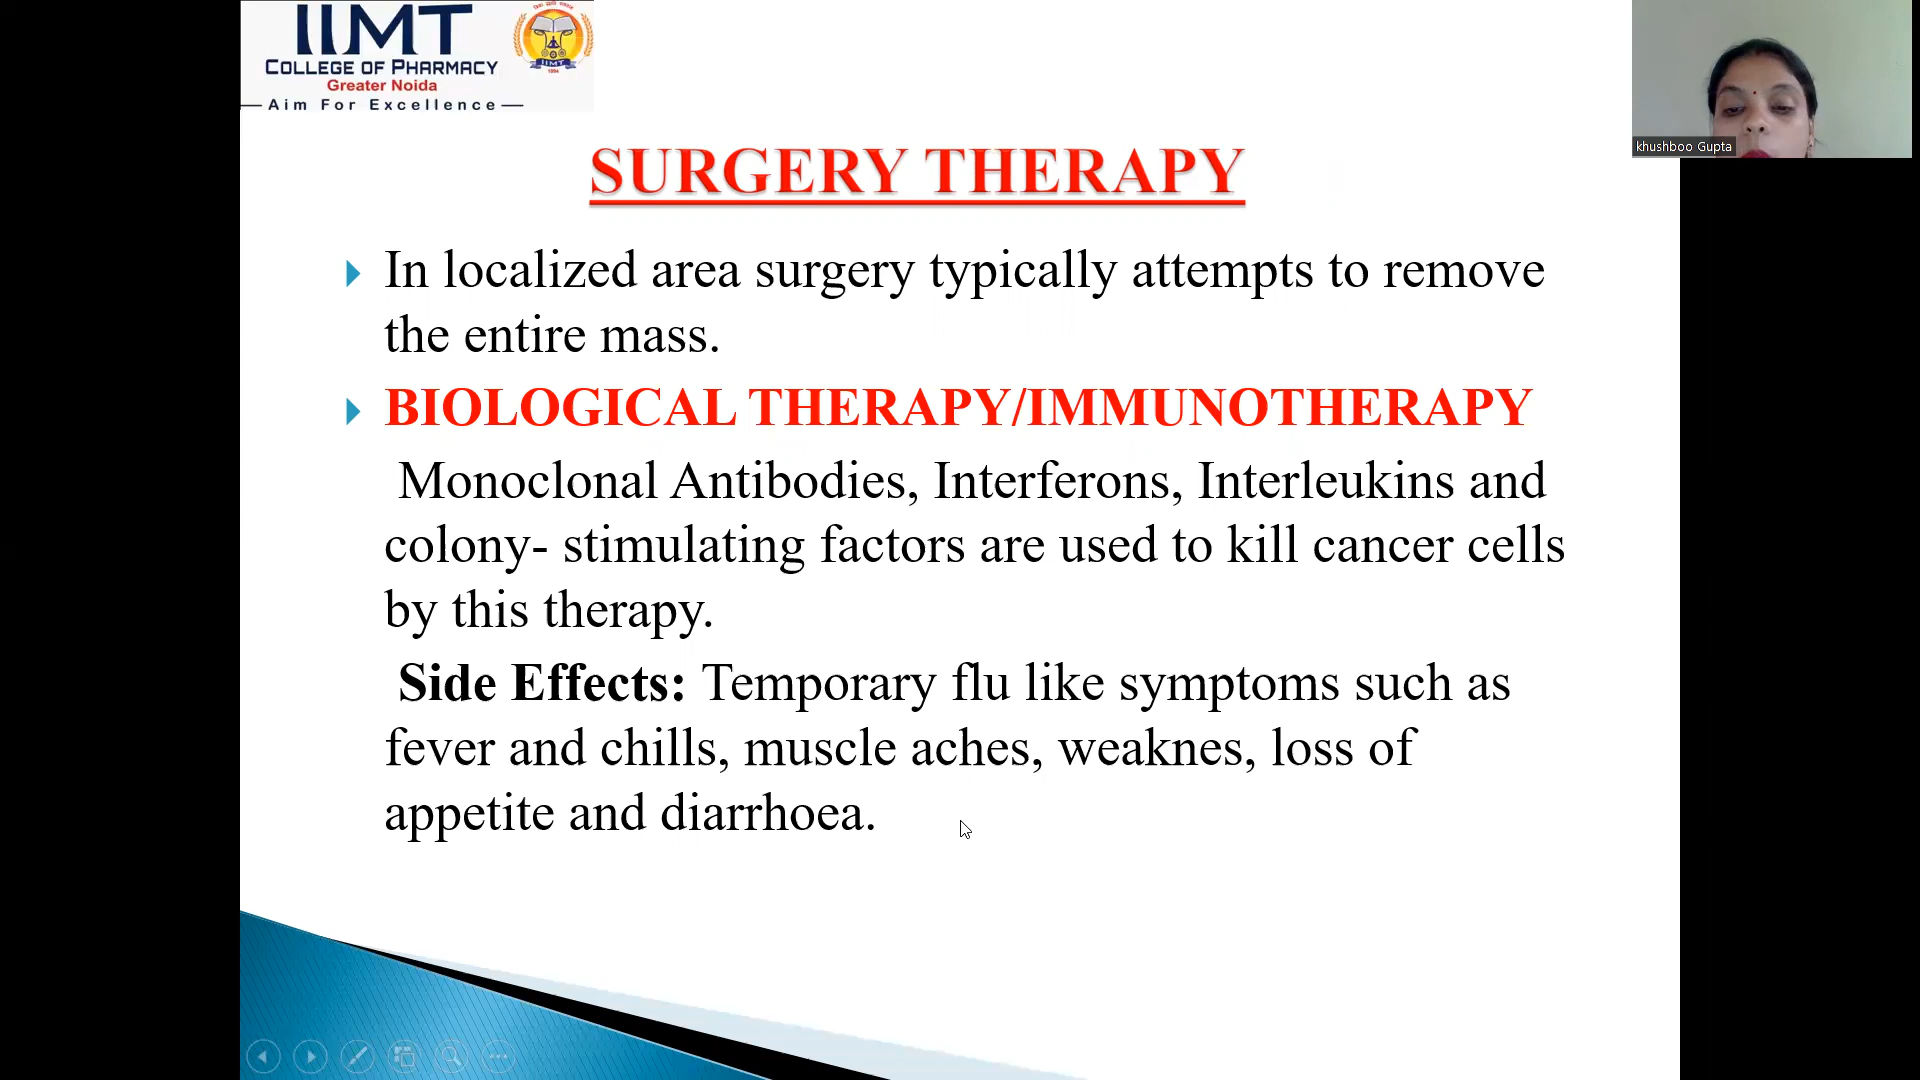 IIMT
COLLEGE OF PHARMACY
Greater Noida
Aim For Excellence
IIMT
khushboo Gupta
SURGERY THERAPY
In localized area surgery typically attempts to remove
the entire mass.
BIOLOGICAL THERAPY/IMMUNOTHERAPY
Monoclonal Antibodies, Interferons, Interleukins and
colony- stimulating factors are used to kill cancer cells
by this therapy.
Side Effects: Temporary flu like symptoms such as
fever and chills, muscle aches, weaknes, loss of
appetite and diarrhoea.